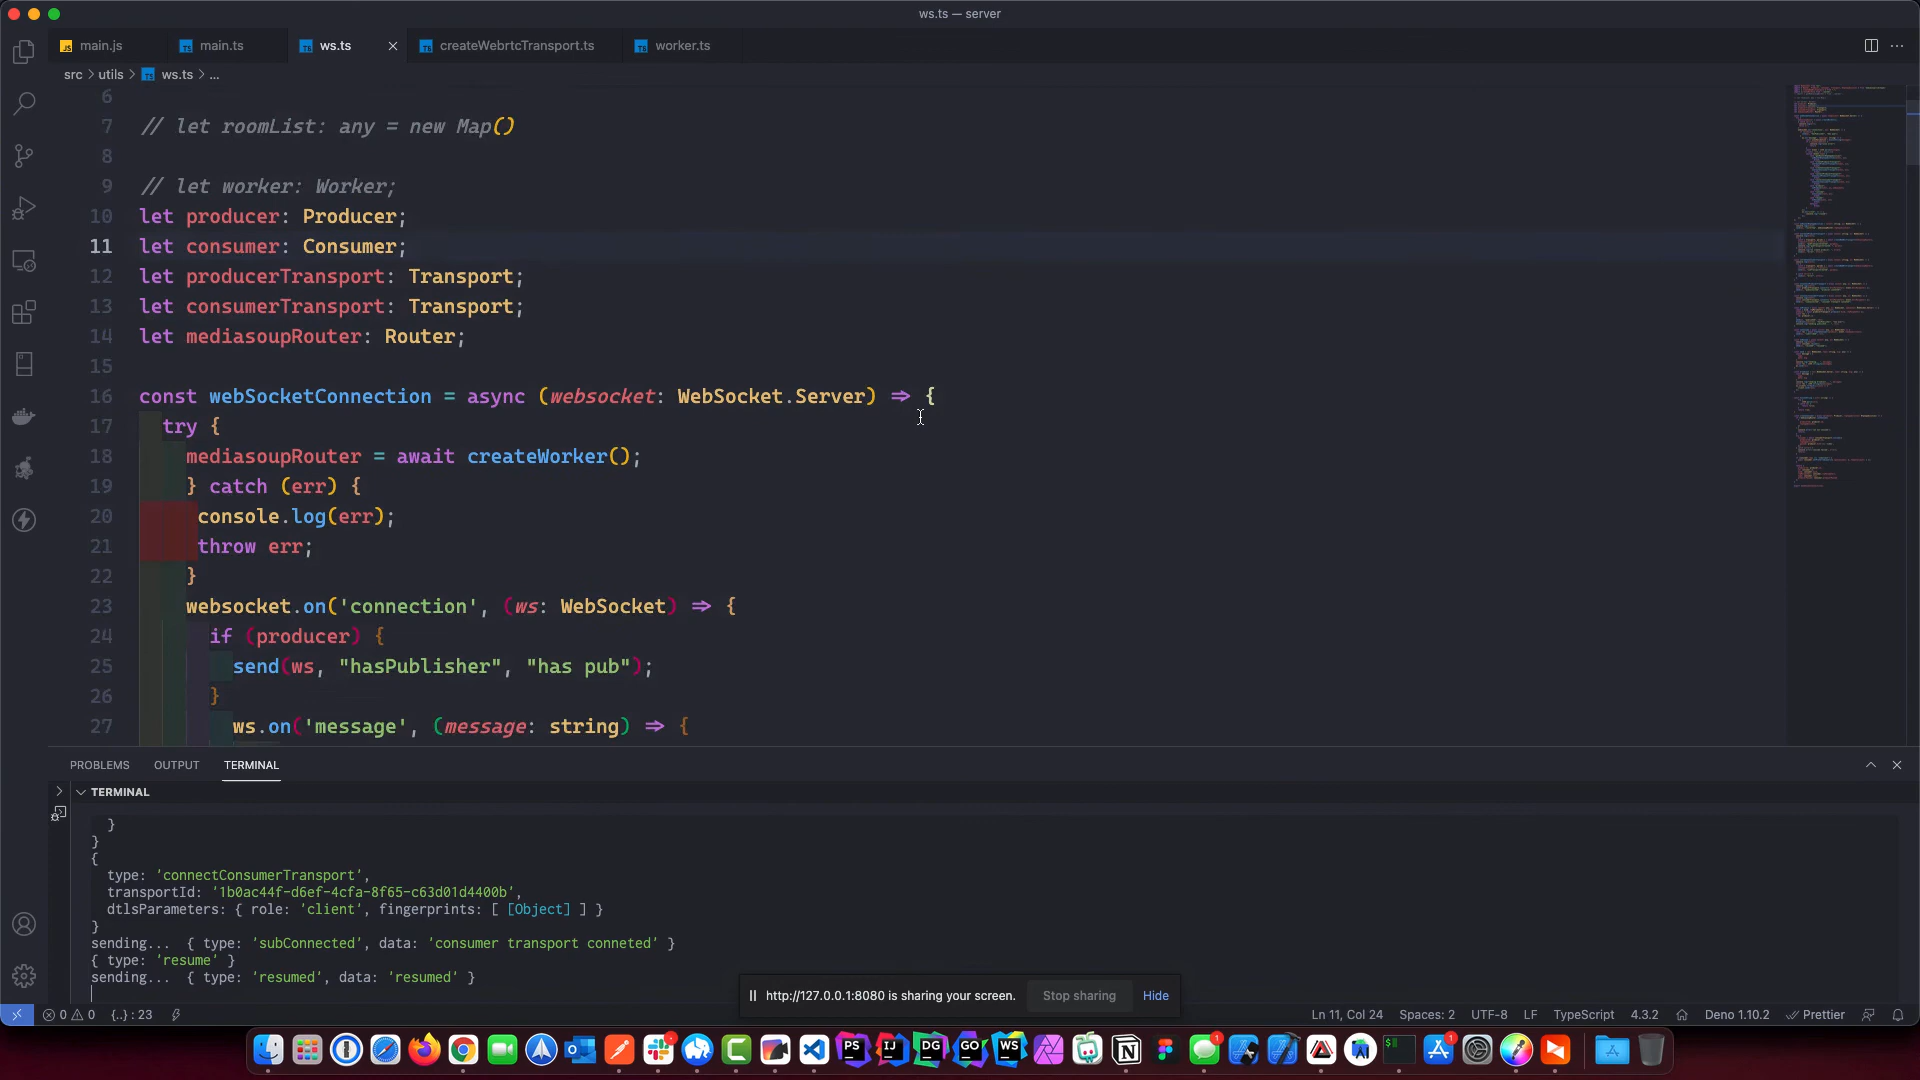 ws.ts — server
main.js
main.ts
ws.ts
createWebrtcTransport.ts
worker.ts
src > utils > ws.ts > ...
6
7 // let roomList: any = new Map()
8
9 // let worker: Worker;
10 let producer: Producer;
11 let consumer: Consumer;
12 let producerTransport: Transport;
13 let consumerTransport: Transport;
14 let mediasoupRouter: Router;
15
16 const webSocketConnection = async (websocket: WebSocket.Server) => {
17 try {
18 mediasoupRouter = await createWorker();
19 } catch (err) {
20 console.log(err);
21 throw err;
22 }
23 websocket.on('connection', (ws: WebSocket) => {
24 if (producer) {
25 send(ws, "hasPublisher", "has pub");
26 }
27 ws.on('message', (message: string) => {
PROBLEMS OUTPUT TERMINAL
TERMINAL
}
}
{
type: 'connectConsumerTransport',
transportId: '1b0ac44f-d6ef-4cfa-8f65-c63d01d4400b',
dtlsParameters: { role: 'client', fingerprints: [ [Object] ] }
}
sending... { type: 'subConnected', data: 'consumer transport conneted' }
{ type: 'resume' }
sending... { type: 'resumed', data: 'resumed' }
http://127.0.0.1:8080 is sharing your screen. Stop sharing Hide
0 0 {..} : 23 Ln 11, Col 24 Spaces: 2 UTF-8 LF TypeScript 4.3.2 Deno 1.10.2 Prettier
PS IJ DG GO WS